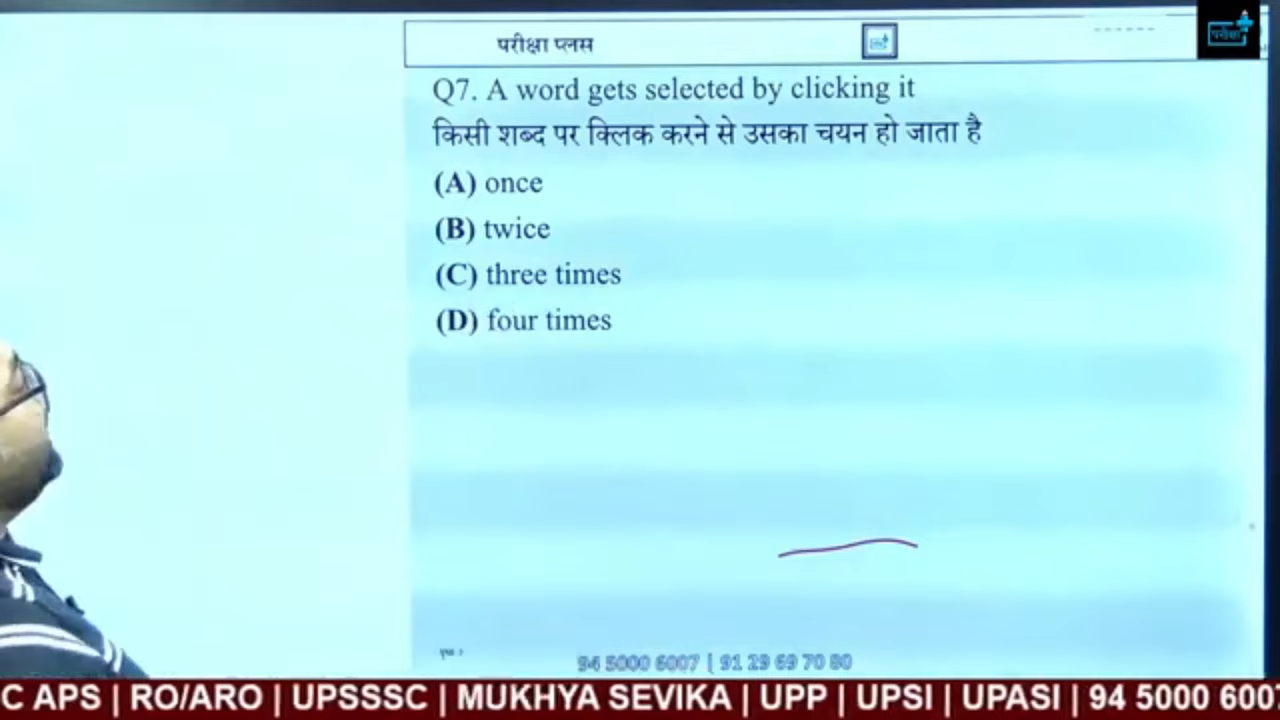 परीक्षा प्लस
परीक्षा
Q7. A word gets selected by clicking it
किसी शब्द पर क्लिक करने से उसका चयन हो जाता है
(A) once
(B) twice
(C) three times
(D) four times
94 5000 6007 | 91 29 69 70 80
C APS | RO/ARO | UPSSSC | MUKHYA SEVIKA | UPP | UPSI | UPASI | 94 5000 600